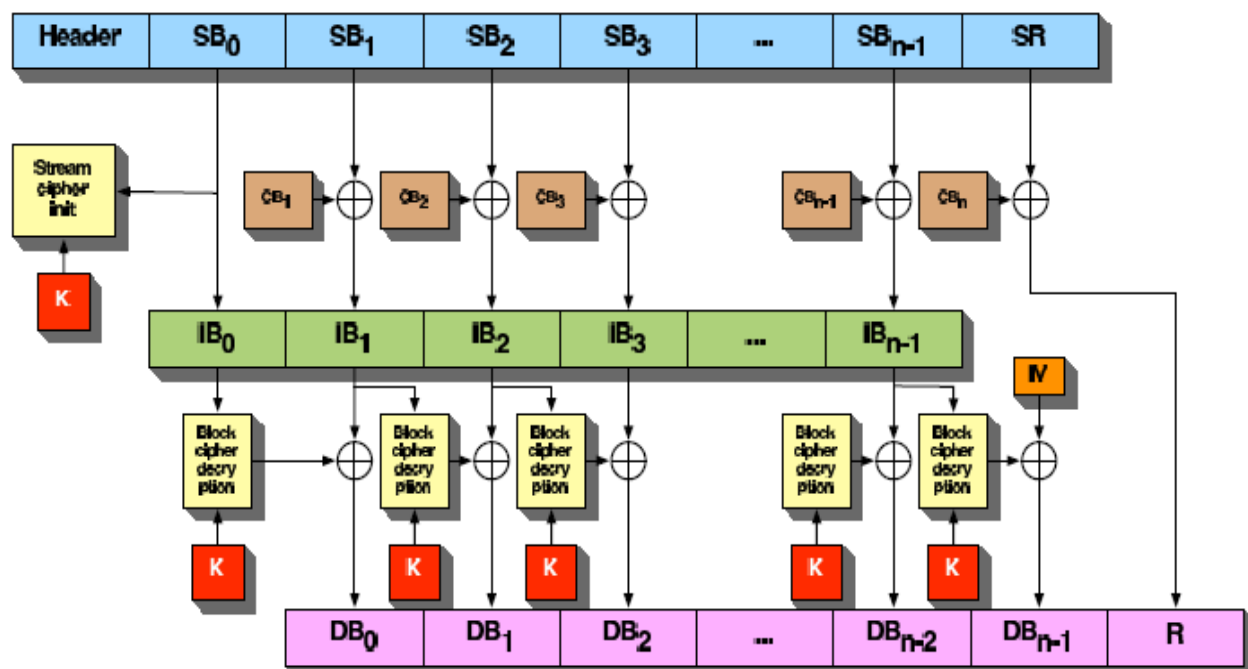 Header SB0 SB1 SB2 SB3 ... SBn-1 SR
Stream
cipher
init
CB1 CB2 CB3 CBn-1 CBn
K
IB0 IB1 IB2 IB3 ... IBn-1
IV
Block
cipher
decry
ption
Block
cipher
decry
ption
Block
cipher
decry
ption
Block
cipher
decry
ption
Block
cipher
decry
ption
K K K K K
DB0 DB1 DB2 ... DBn-2 DBn-1 R